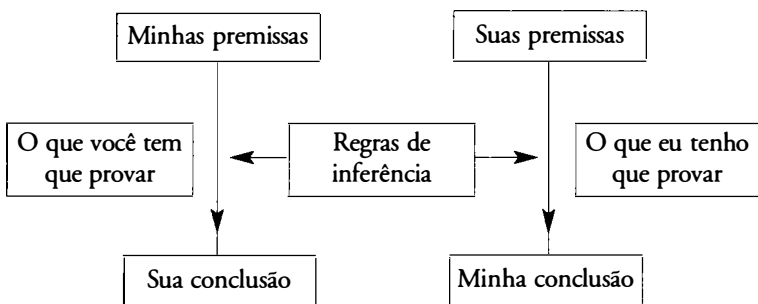 Minhas premissas
Suas premissas
O que você tem
que provar
Regras de
inferência
O que eu tenho
que provar
Sua conclusão
Minha conclusão